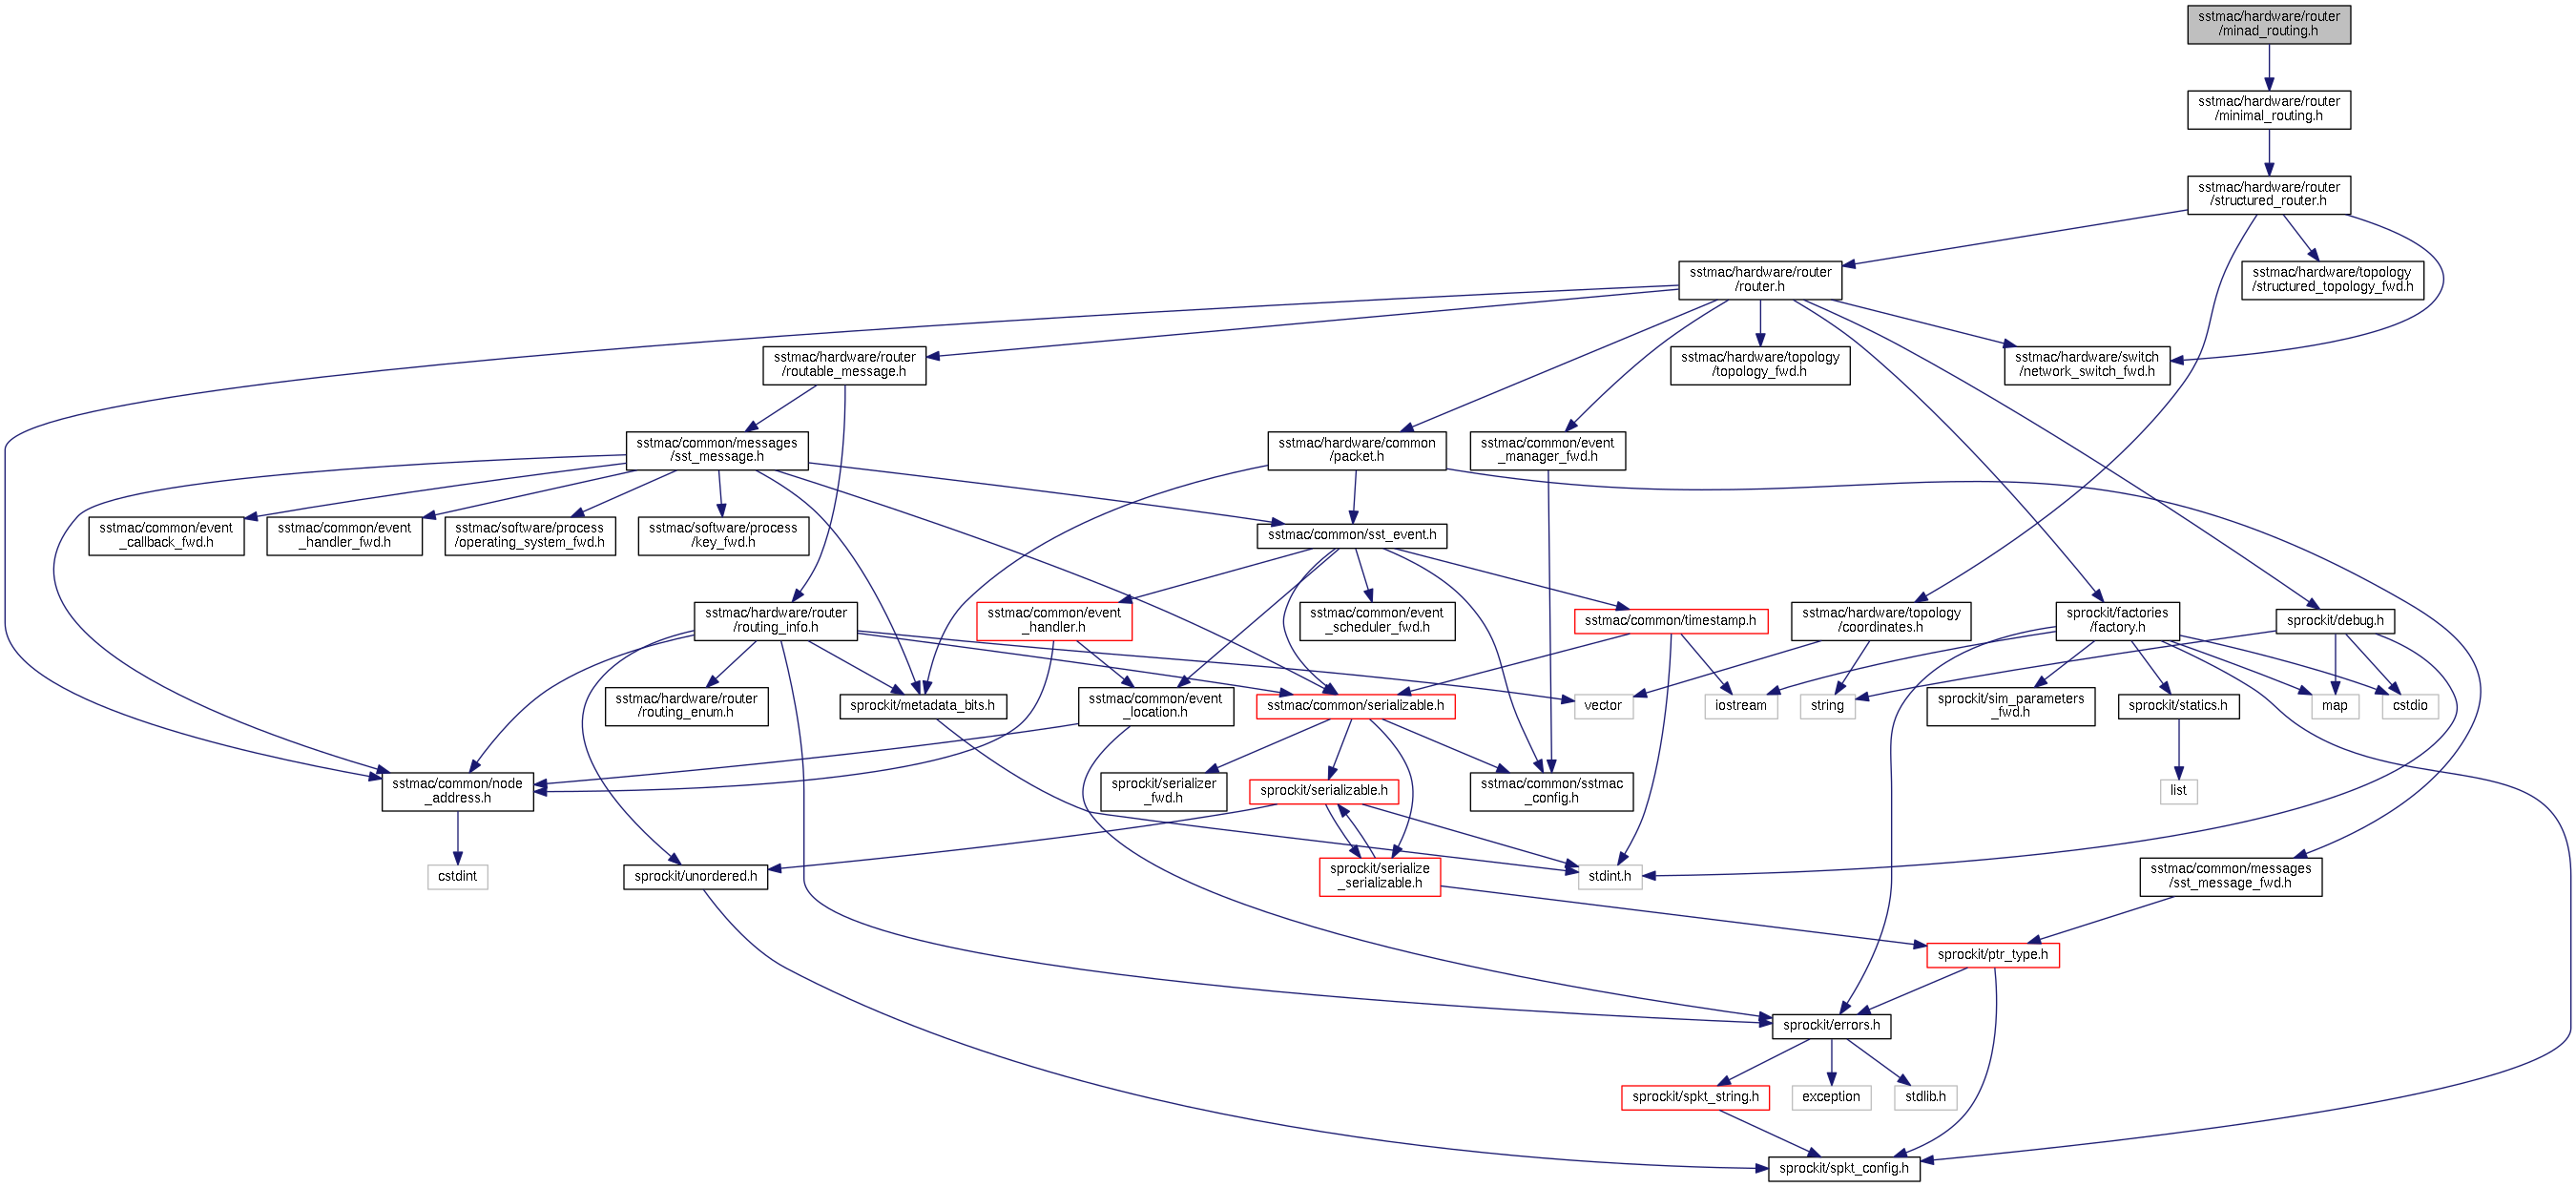 sstmac/hardware/router
/minad_routing.h
sstmac/hardware/router
/minimal_routing.h
sstmac/hardware/router
/structured_router.h
sstmac/hardware/router
/router.h
sstmac/hardware/topology
/structured_topology_fwd.h
sstmac/hardware/router
/routable_message.h
sstmac/hardware/topology
/topology_fwd.h
sstmac/hardware/switch
/network_switch_fwd.h
sstmac/common/messages
/sst_message.h
sstmac/hardware/common
/packet.h
sstmac/common/event
_manager_fwd.h
sstmac/common/event
_callback_fwd.h
sstmac/common/event
_handler_fwd.h
sstmac/software/process
/operating_system_fwd.h
sstmac/software/process
/key_fwd.h
sstmac/common/sst_event.h
sstmac/hardware/router
/routing_info.h
sstmac/common/event
_handler.h
sstmac/common/event
_scheduler_fwd.h
sstmac/common/timestamp.h
sstmac/hardware/topology
/coordinates.h
sprockit/factories
/factory.h
sprockit/debug.h
sstmac/hardware/router
/routing_enum.h
sprockit/metadata_bits.h
sstmac/common/event
_location.h
sstmac/common/serializable.h
vector
iostream
string
sprockit/sim_parameters
_fwd.h
sprockit/statics.h
map
cstdio
sstmac/common/node
_address.h
sprockit/serializer
_fwd.h
sprockit/serializable.h
sstmac/common/sstmac
_config.h
list
cstdint
sprockit/unordered.h
sprockit/serialize
_serializable.h
stdint.h
sstmac/common/messages
/sst_message_fwd.h
sprockit/ptr_type.h
sprockit/errors.h
sprockit/spkt_string.h
exception
stdlib.h
sprockit/spkt_config.h